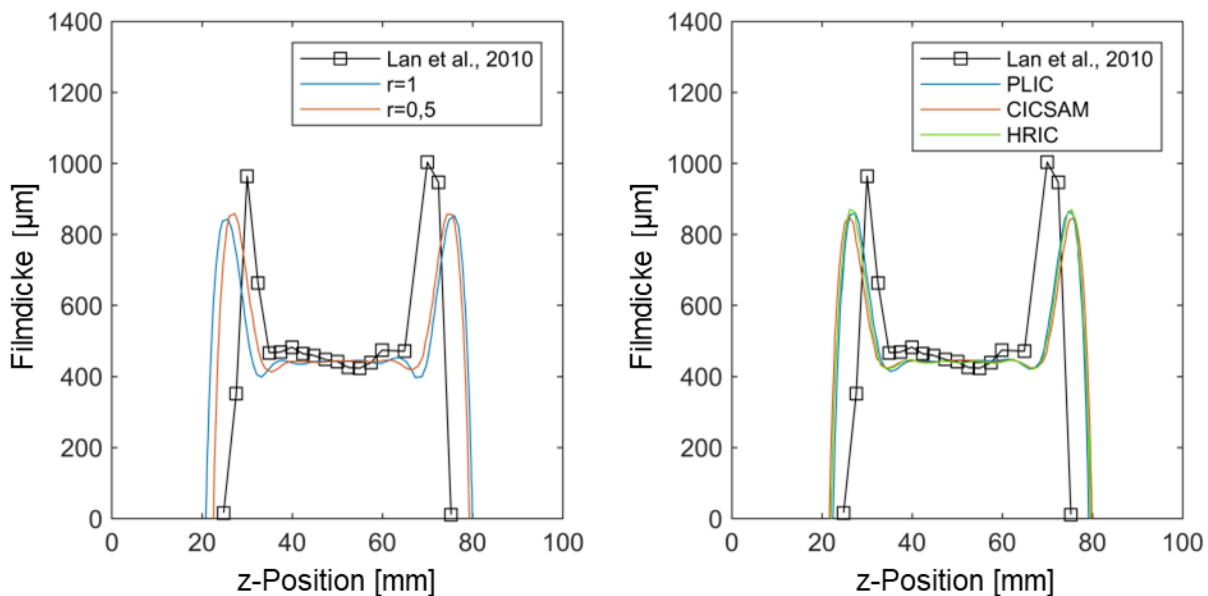 1400
1200
1000
800
600
400
200
0
Filmdicke [µm]
0
20
40
60
80
100
z-Position [mm]
Lan et al., 2010
r=1
r=0,5
1400
1200
1000
800
600
400
200
0
Filmdicke [µm]
0
20
40
60
80
100
z-Position [mm]
Lan et al., 2010
PLIC
CICSAM
HRIC